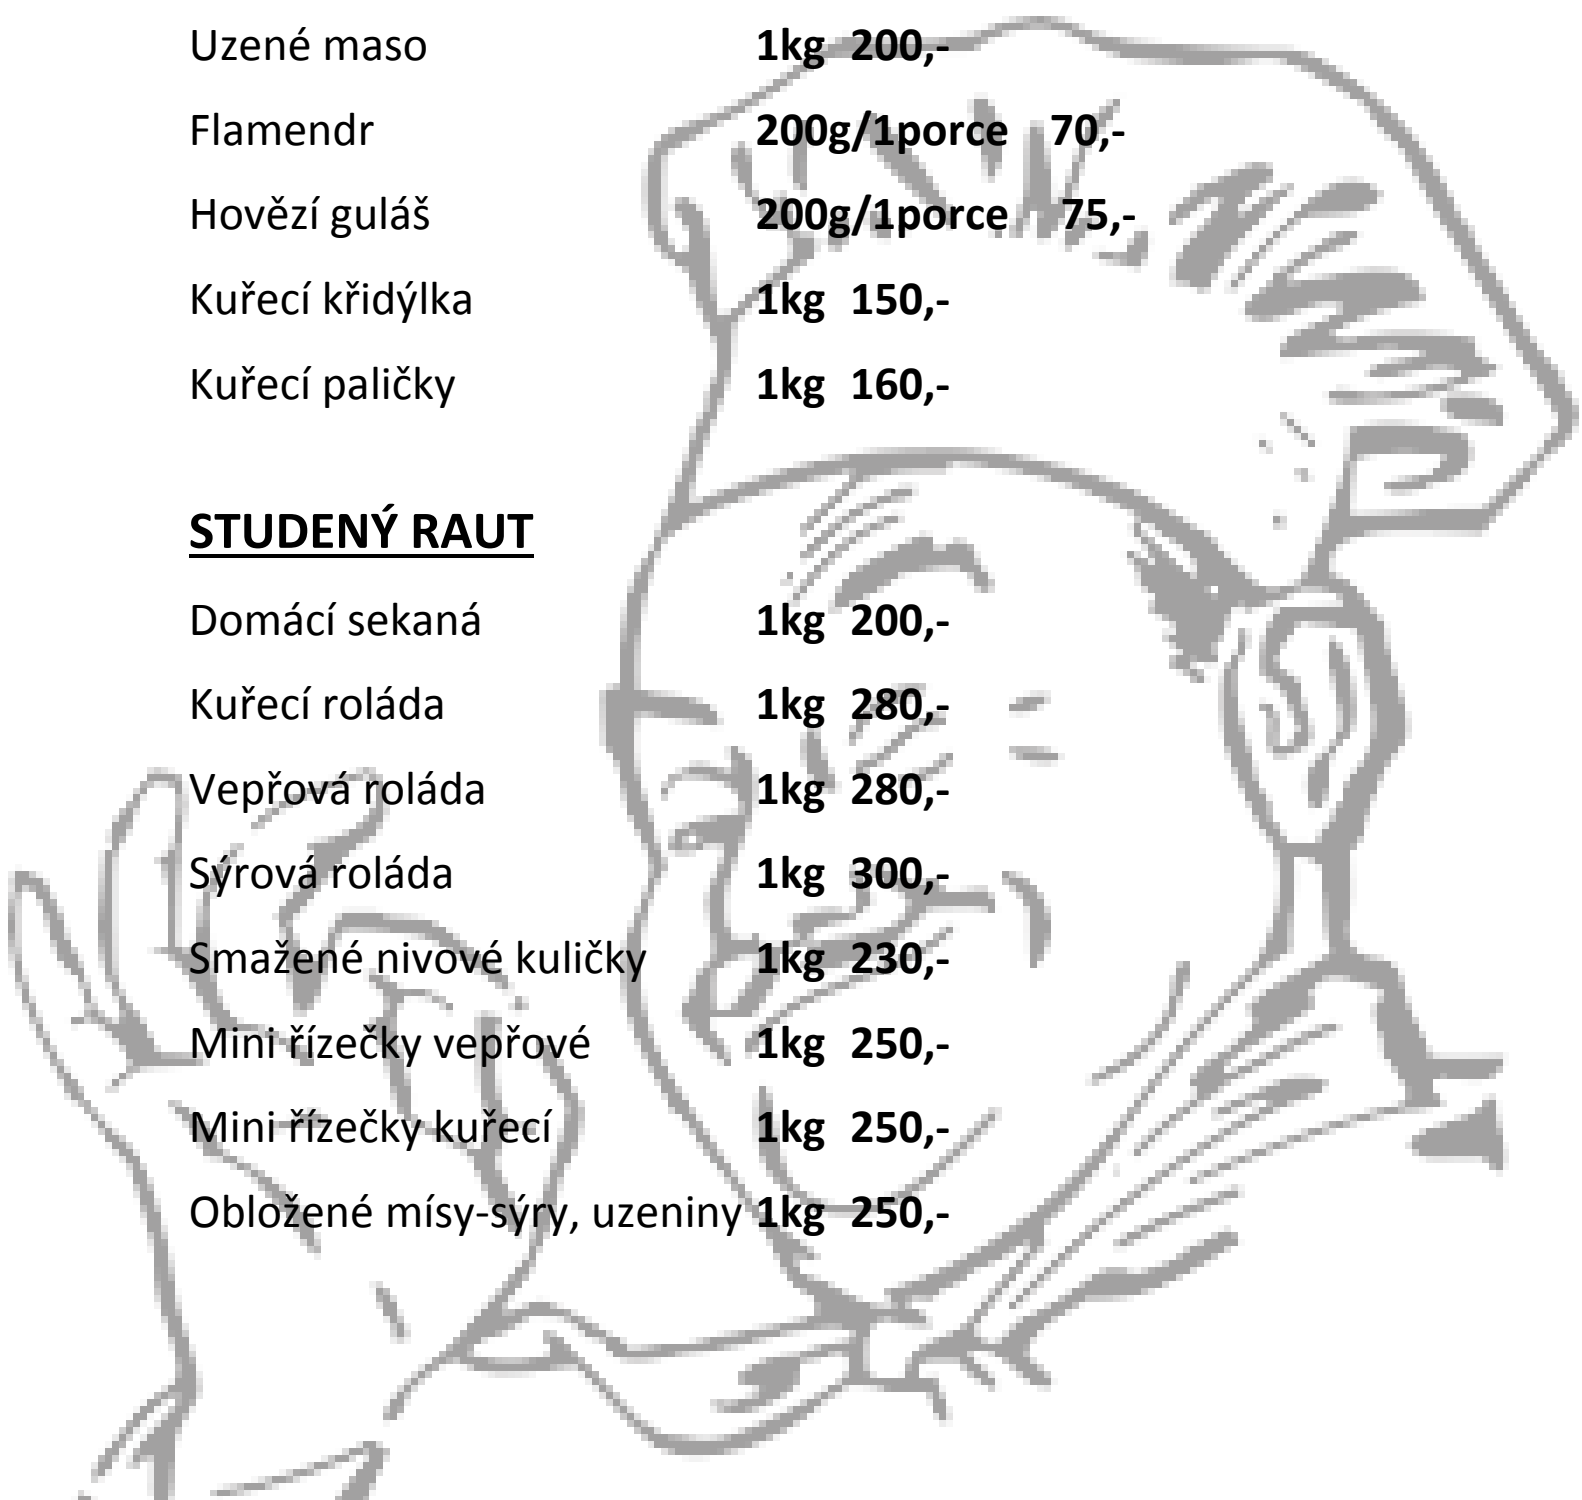 Uzené maso 1kg 200,-
Flamendr 200g/1porce 70,-
Hovězí guláš 200g/1porce 75,-
Kuřecí křidýlka 1kg 150,-
Kuřecí paličky 1kg 160,-
STUDENÝ RAUT
Domácí sekaná 1kg 200,-
Kuřecí roláda 1kg 280,-
Vepřová roláda 1kg 280,-
Sýrová roláda 1kg 300,-
Smažené nivové kuličky 1kg 230,-
Mini řízečky vepřové 1kg 250,-
Mini řízečky kuřecí 1kg 250,-
Obložené mísy-sýry, uzeniny 1kg 250,-